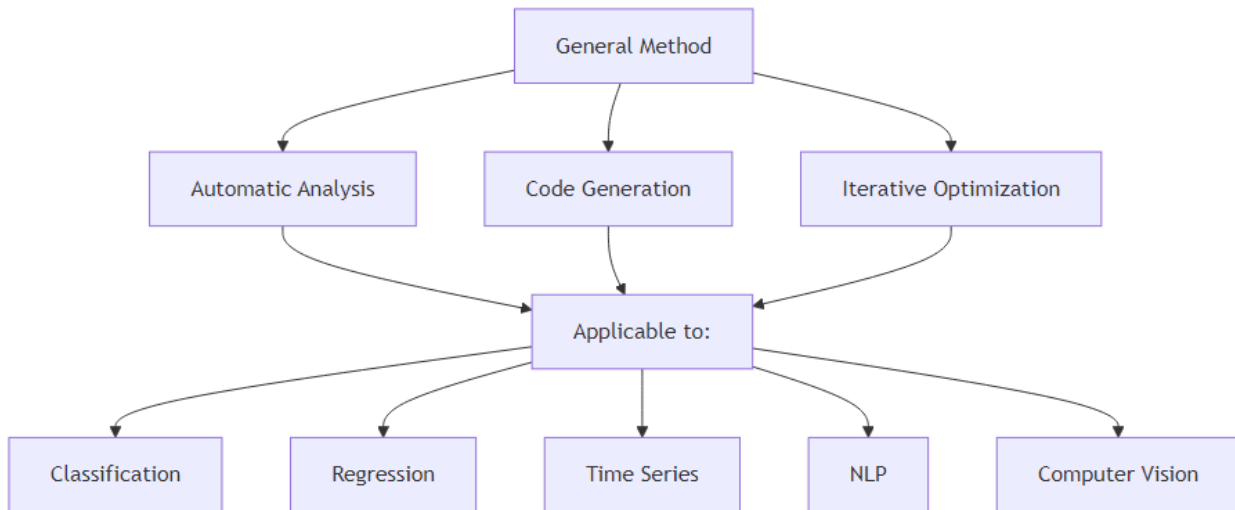 General Method
Automatic Analysis
Code Generation
Iterative Optimization
Applicable to:
Classification
Regression
Time Series
NLP
Computer Vision